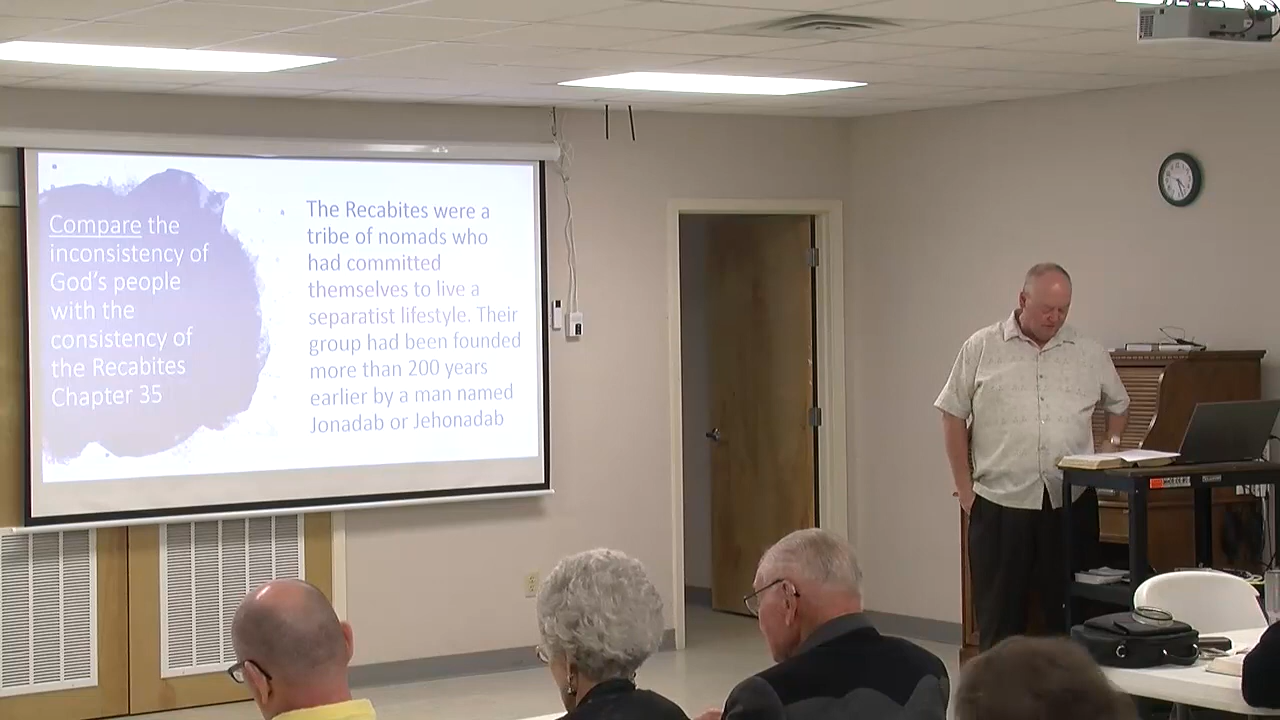 Compare the
inconsistency of
God's people
with the
consistency of
the Recabites
Chapter 35
The Recabites were a
tribe of nomads who
had committed
themselves to live a
separatist lifestyle. Their
group had been founded
more than 200 years
earlier by a man named
Jonadab or Jehonadab